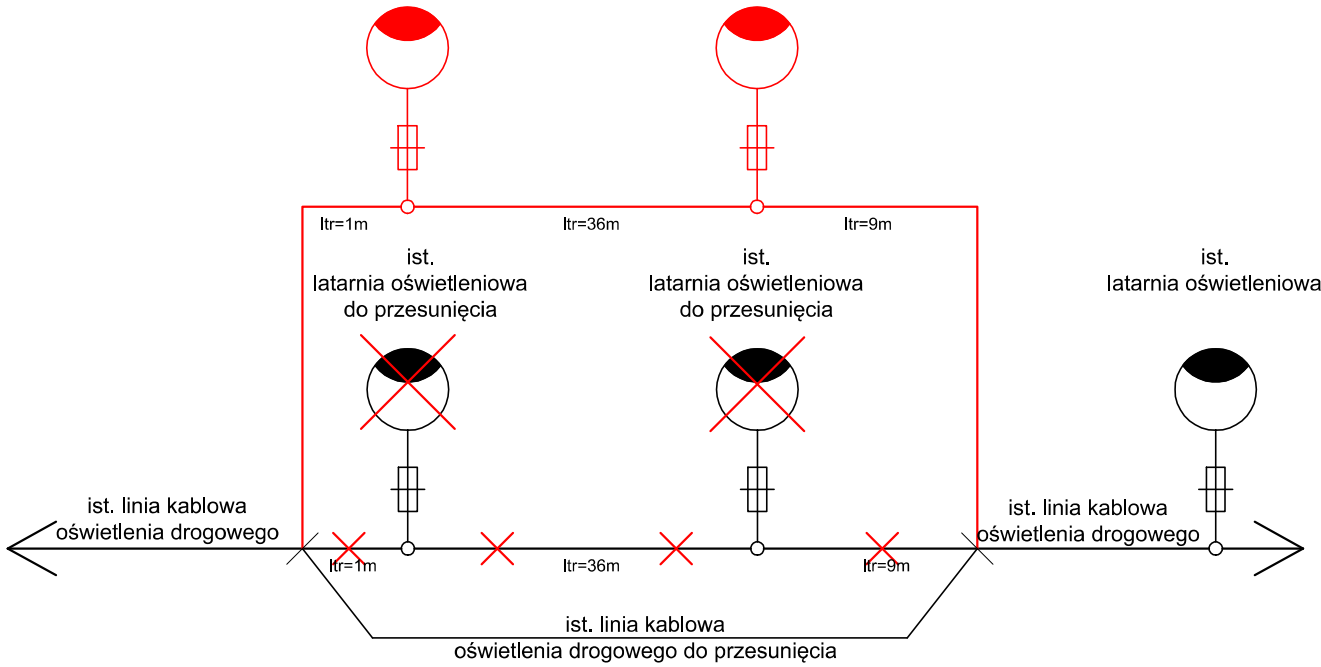 ltr=1m
ltr=36m
ltr=9m
ist.
latarnia oświetleniowa
do przesunięcia
ist.
latarnia oświetleniowa
do przesunięcia
ist.
latarnia oświetleniowa
ist. linia kablowa
oświetlenia drogowego
ist. linia kablowa
oświetlenia drogowego
ltr=1m
ltr=36m
ltr=9m
ist. linia kablowa
oświetlenia drogowego do przesunięcia